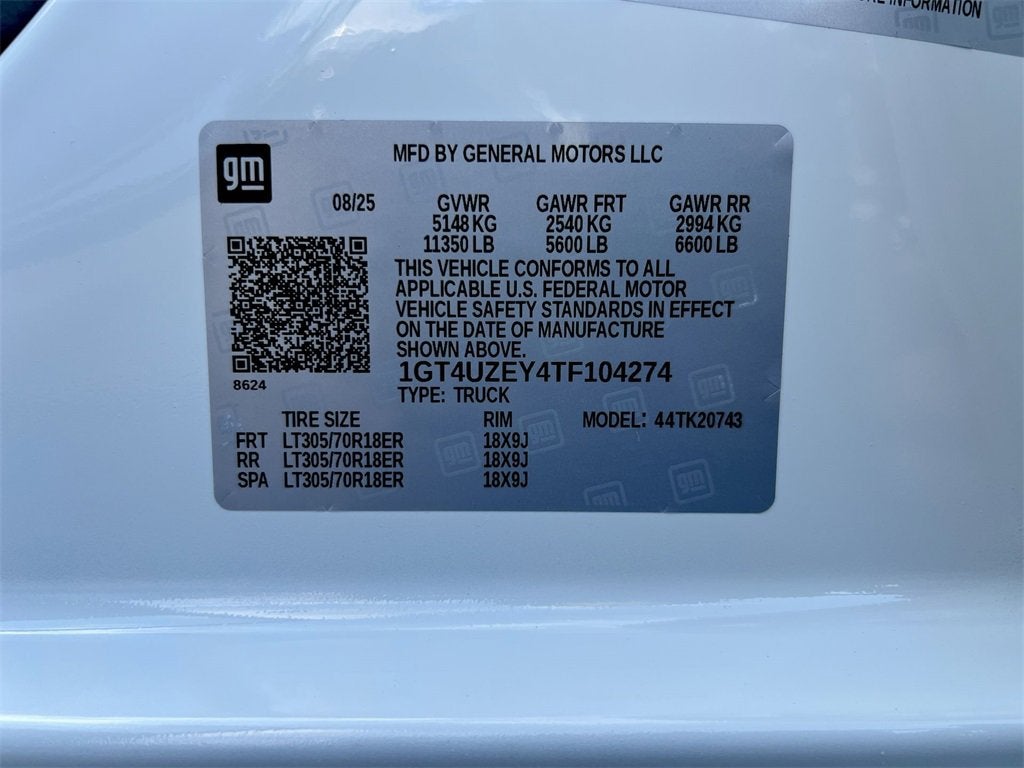 INFORMATION
gm
MFD BY GENERAL MOTORS LLC
08/25 GVWR GAWR FRT GAWR RR
5148 KG 2540 KG 2994 KG
11350 LB 5600 LB 6600 LB
THIS VEHICLE CONFORMS TO ALL
APPLICABLE U.S. FEDERAL MOTOR
VEHICLE SAFETY STANDARDS IN EFFECT
ON THE DATE OF MANUFACTURE
SHOWN ABOVE.
8624
1GT4UZEY4TF104274
TYPE: TRUCK
TIRE SIZE RIM MODEL: 44TK20743
FRT LT305/70R18ER 18X9J
RR LT305/70R18ER 18X9J
SPA LT305/70R18ER 18X9J